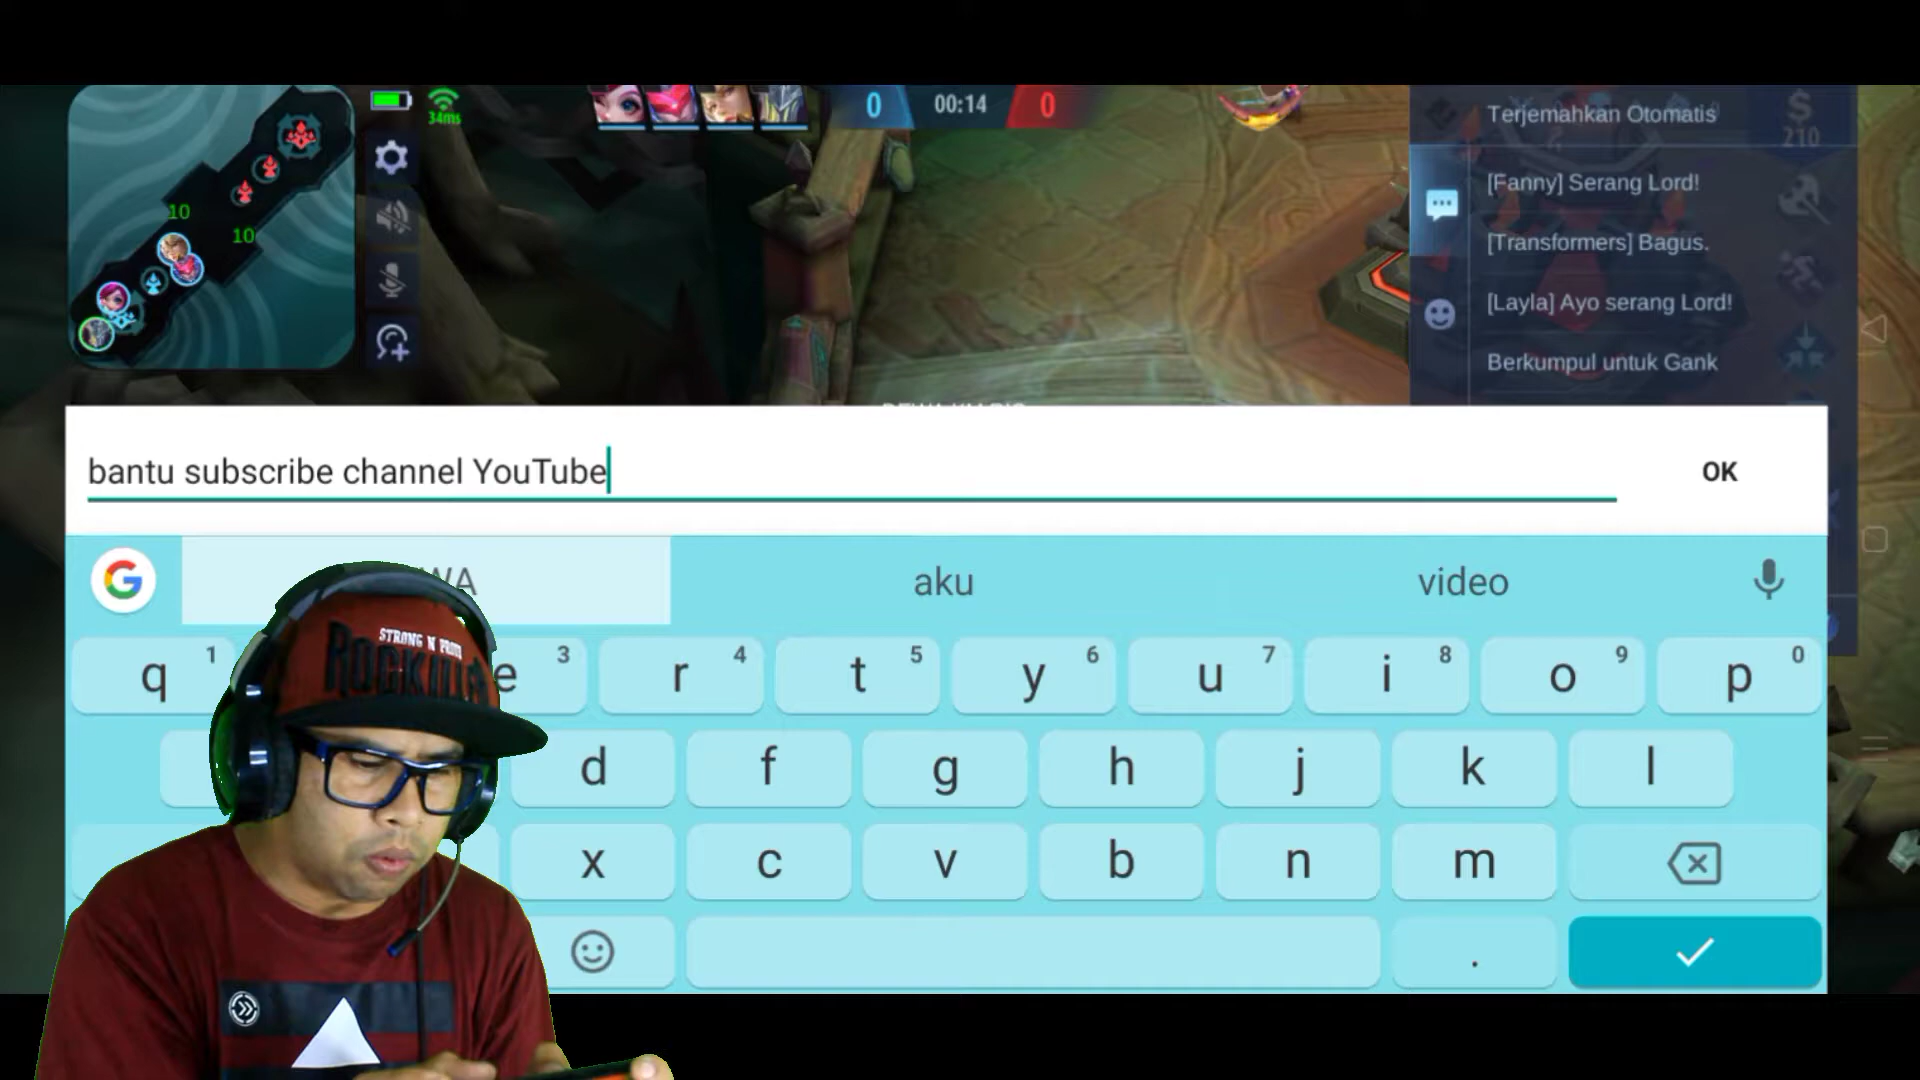 34ms
0 00:14 0
Terjemahkan Otomatis
210
[Fanny] Serang Lord!
[Transformers] Bagus.
[Layla] Ayo serang Lord!
Berkumpul untuk Gank
10
10
bantu subscribe channel YouTube
OK
aku video
q 1 e 3 r 4 t 5 y 6 u 7 i 8 o 9 p 0
d f g h j k l
x c v b n m
.
STRONG N PROUD